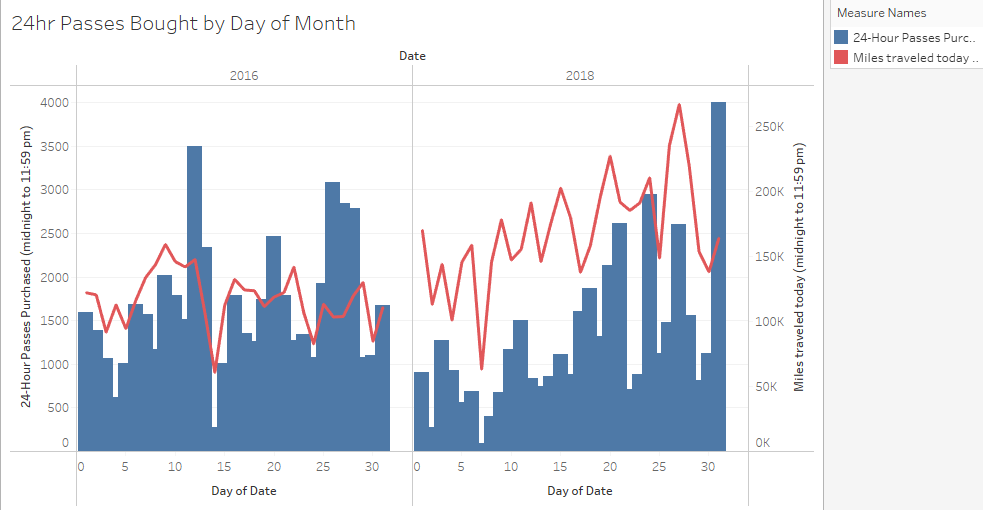 24hr Passes Bought by Day of Month
Date
2016
2018
24-Hour Passes Purchased (midnight to 11:59 pm)
4000
3500
3000
2500
2000
1500
1000
500
0
250K
200K
150K
100K
50K
0K
Miles traveled today (midnight to 11:59 pm)
0 5 10 15 20 25 30
0 5 10 15 20 25 30
Day of Date
Day of Date
Measure Names
24-Hour Passes Purc..
Miles traveled today ..